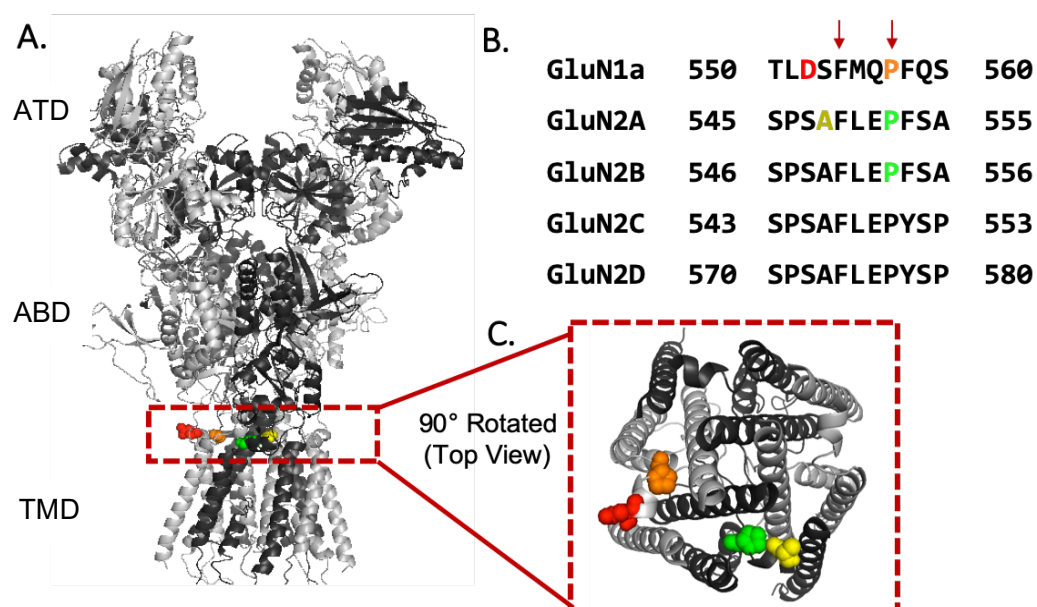 A.
ATD
ABD
TMD
B.
GluN1a 550 TLDSFMQPFQS 560
GluN2A 545 SPSAFLEPFSA 555
GluN2B 546 SPSAFLEPFSA 556
GluN2C 543 SPSAFLEPYSP 553
GluN2D 570 SPSAFLEPYSP 580
C.
90° Rotated
(Top View)